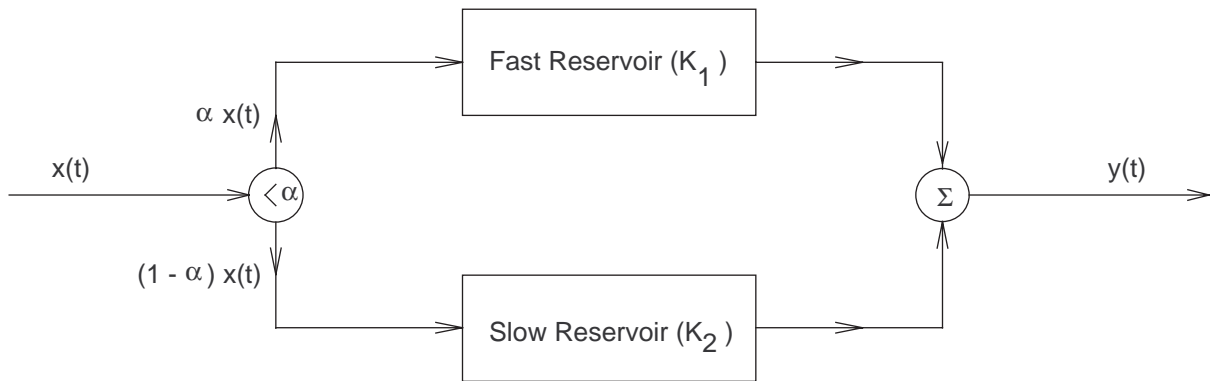 Fast Reservoir (K1 )
α x(t)
x(t)
<α
Σ
y(t)
(1 - α) x(t)
Slow Reservoir (K2 )